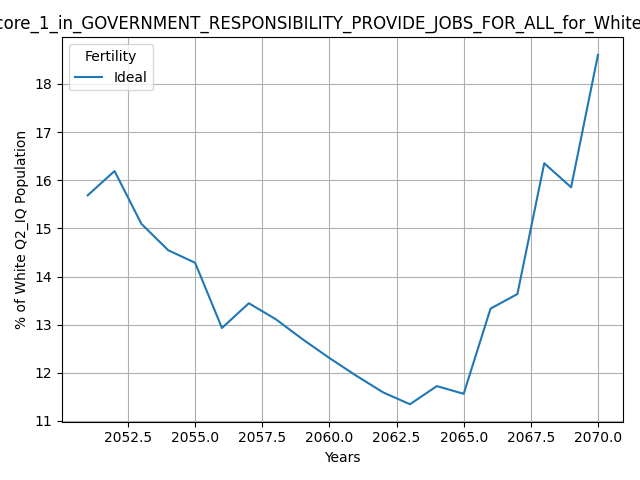 core_1_in_GOVERNMENT_RESPONSIBILITY_PROVIDE_JOBS_FOR_ALL_for_White
Fertility
Ideal
18
17
16
15
14
13
12
11
% of White Q2_IQ Population
2052.5 2055.0 2057.5 2060.0 2062.5 2065.0 2067.5 2070.0
Years